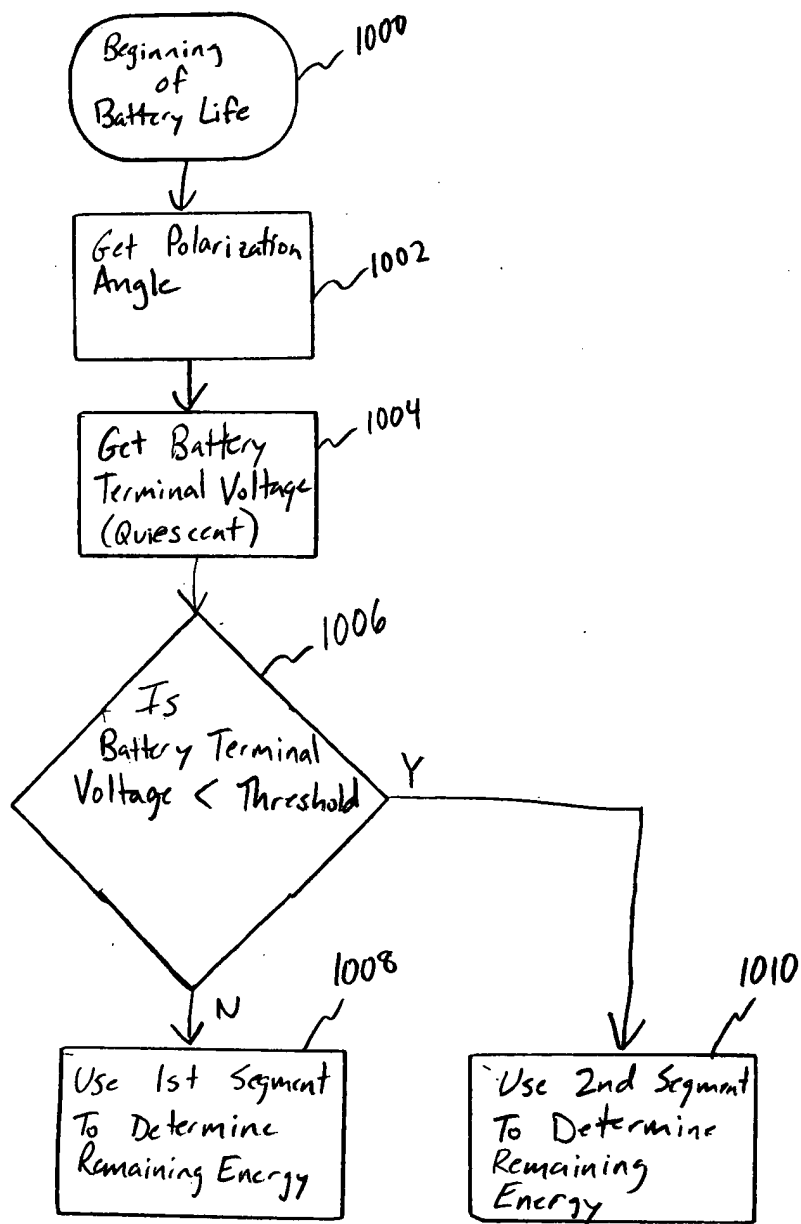 Beginning
of
Battery Life
1000
Get Polarization
Angle
1002
Get Battery
Terminal Voltage
(Quiescent)
1004
1006
Is
Battery Terminal
Voltage < Threshold
Y
N
1008
Use 1st Segment
To Determine
Remaining Energy
1010
Use 2nd Segment
To Determine
Remaining
Energy